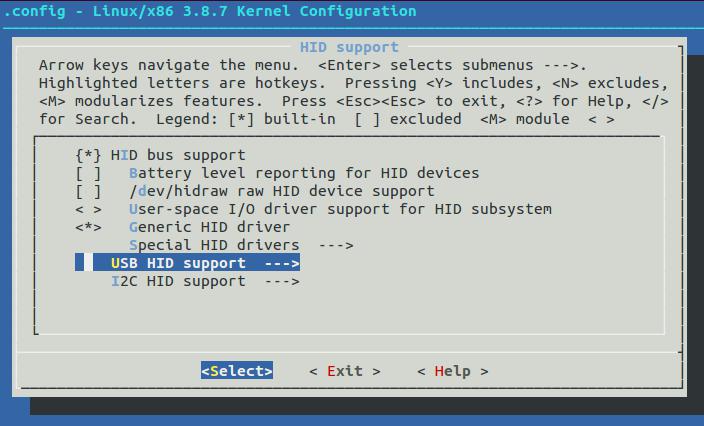 .config - Linux/x86 3.8.7 Kernel Configuration
HID support
Arrow keys navigate the menu.  <Enter> selects submenus --->.
Highlighted letters are hotkeys.  Pressing <Y> includes, <N> excludes,
<M> modularizes features.  Press <Esc><Esc> to exit, <?> for Help, </>
for Search.  Legend: [*] built-in  [ ] excluded  <M> module  < >
{*} HID bus support
[ ]   Battery level reporting for HID devices
[ ]   /dev/hidraw raw HID device support
< >   User-space I/O driver support for HID subsystem
<*>   Generic HID driver
Special HID drivers  --->
USB HID support  --->
I2C HID support  --->
<Select>    < Exit >    < Help >